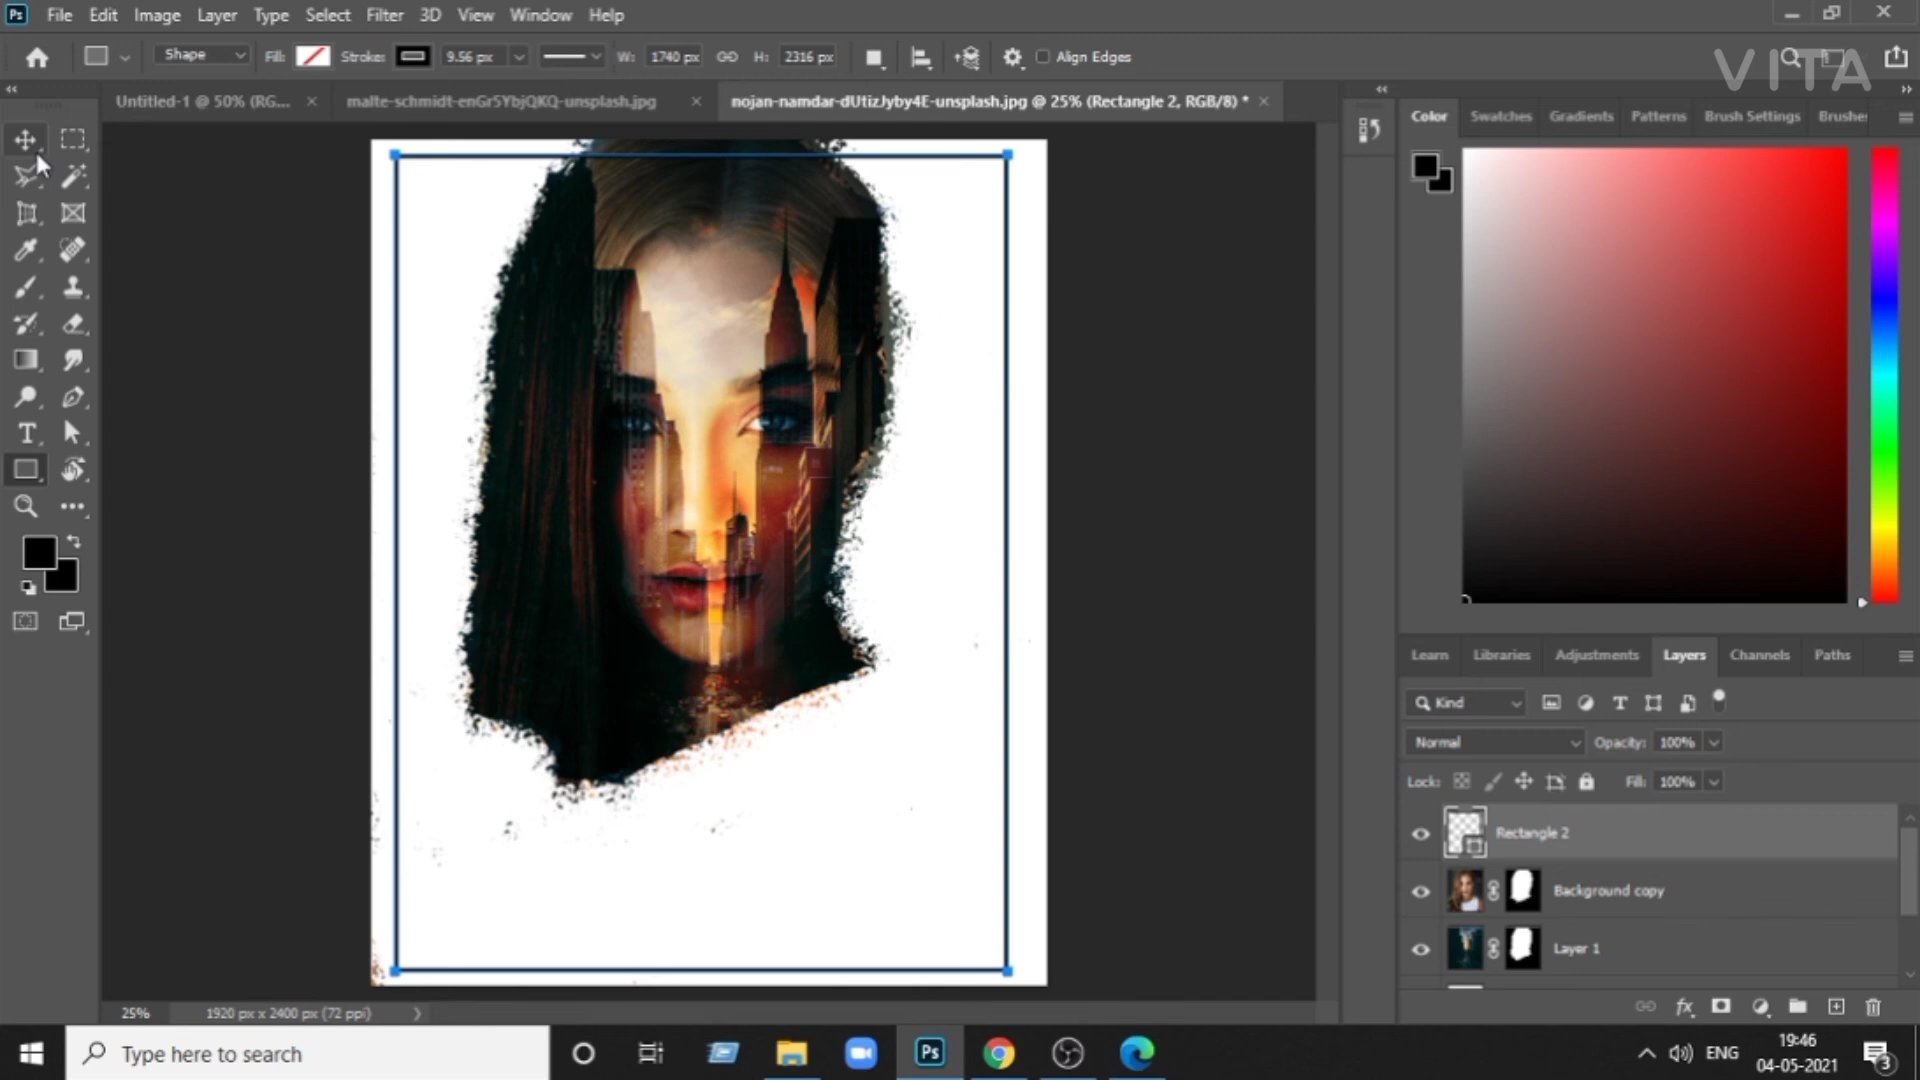 Ps File Edit Image Layer Type Select Filter 3D View Window Help
Shape Fill: Stroke: 9.56 px W: 1740 px H: 2316 px Align Edges
VITA
Untitled-1 @ 50% (RG... × malte-schmidt-enGr5YbjQKQ-unsplash.jpg × nojan-namdar-dUtizJyby4E-unsplash.jpg @ 25% (Rectangle 2, RGB/8) * ×
Color Swatches Gradients Patterns Brush Settings Brushes
Learn Libraries Adjustments Layers Channels Paths
Kind
Normal Opacity: 100%
Lock: Fill: 100%
Rectangle 2
Background copy
Layer 1
fx
25% 1920 px x 2400 px (72 ppi)
Type here to search
Ps
ENG
19:46
04-05-2021
3